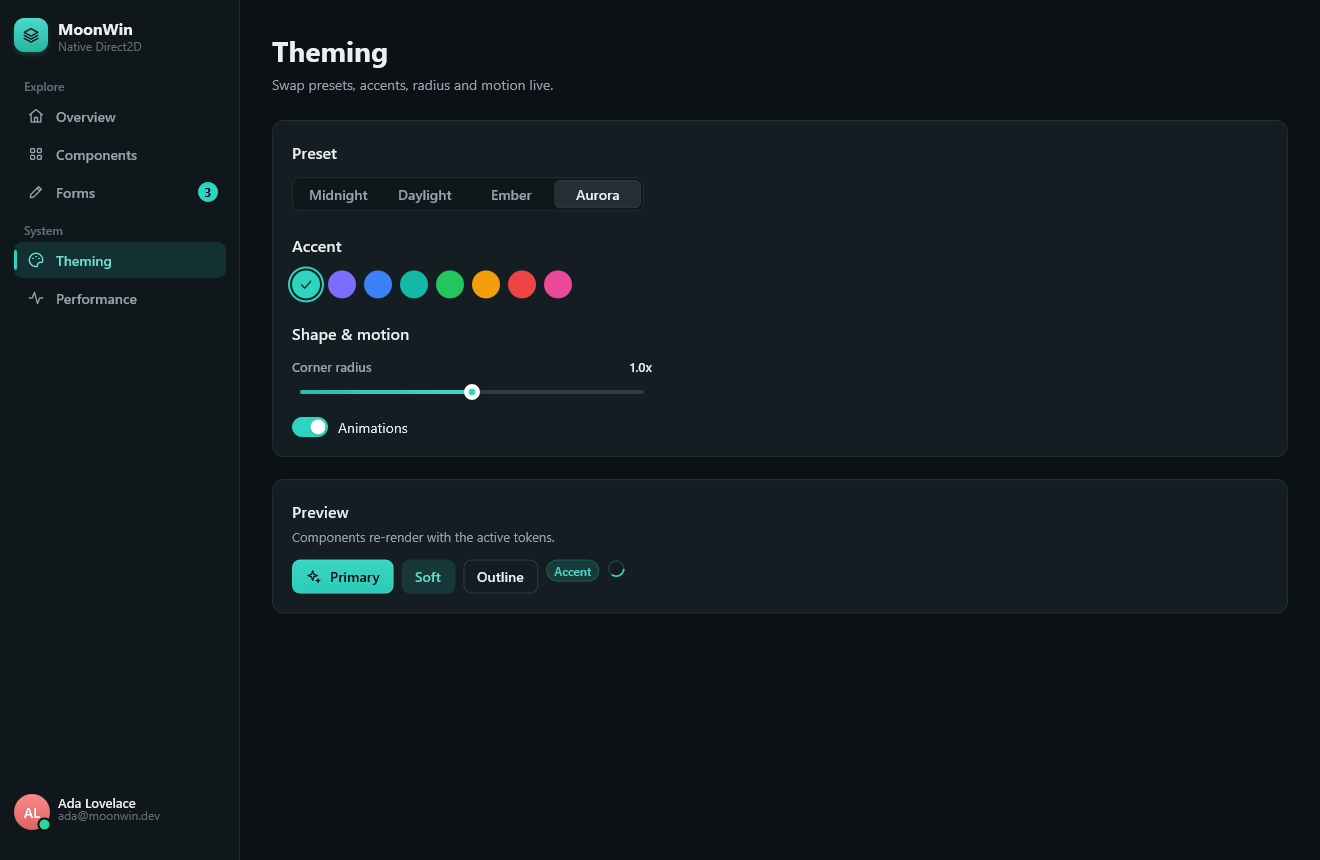 MoonWin
Native Direct2D
Explore
Overview
Components
Forms 3
System
Theming
Performance
AL
Ada Lovelace
ada@moonwin.dev
Theming
Swap presets, accents, radius and motion live.
Preset
Midnight Daylight Ember Aurora
Accent
Shape & motion
Corner radius 1.0x
Animations
Preview
Components re-render with the active tokens.
Primary Soft Outline Accent